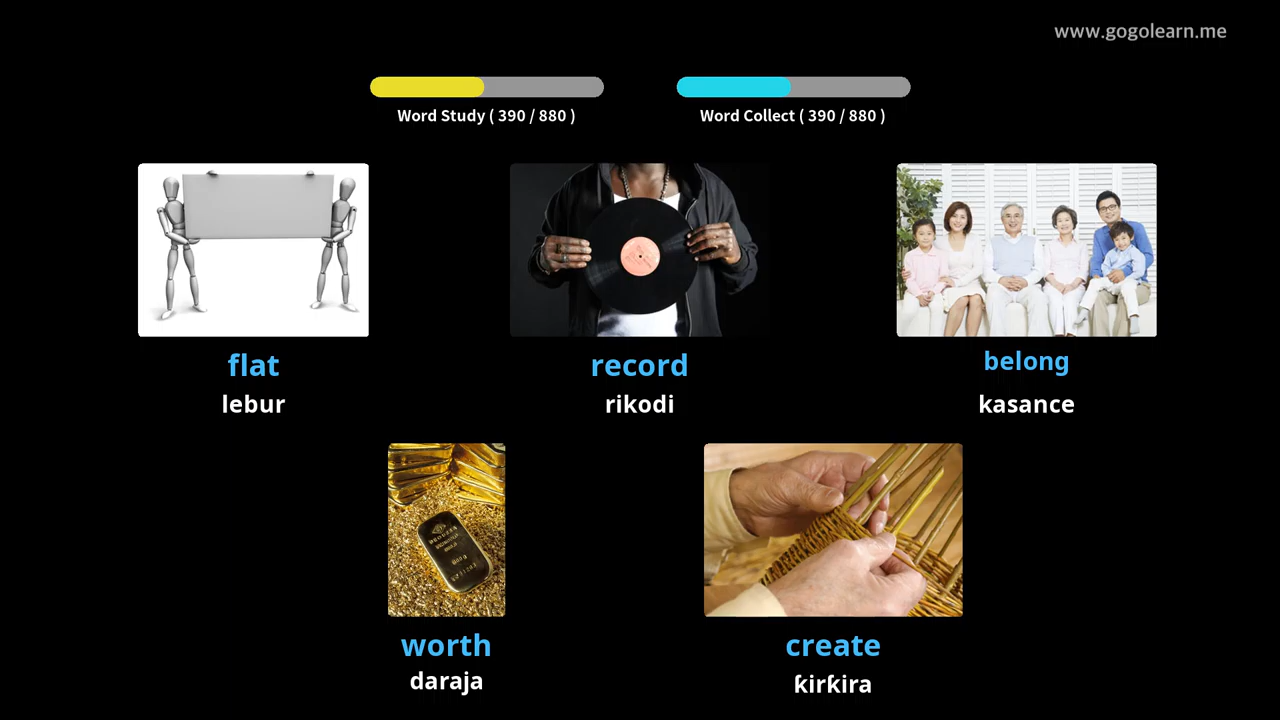 www.gogolearn.me
Word Study ( 390 / 880 )
Word Collect ( 390 / 880 )
flat
lebur
record
rikodi
belong
kasance
worth
daraja
create
ƙirƙira